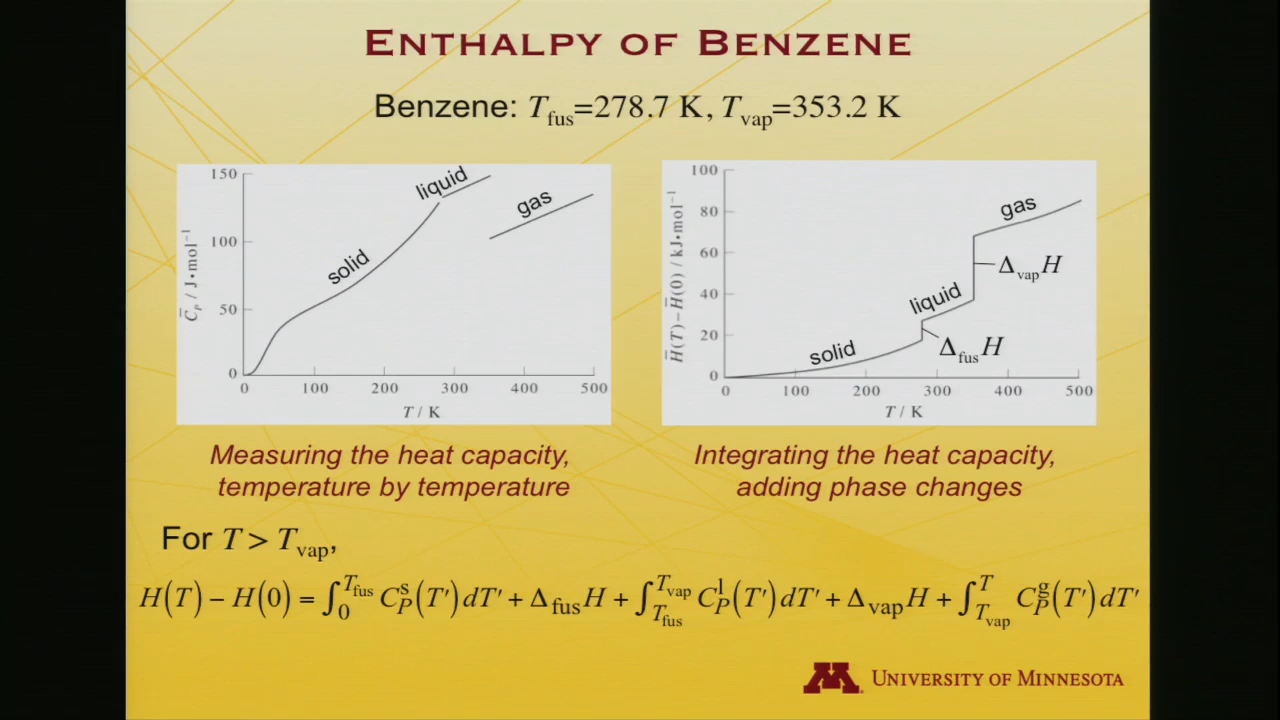 ENTHALPY OF BENZENE
Benzene: T_fus=278.7 K, T_vap=353.2 K
150
100
50
0
C̅_P / J•mol⁻¹
solid
liquid
gas
0 100 200 300 400 500
T / K
100
80
60
40
20
0
H̅(T)–H̅(0) / kJ•mol⁻¹
solid
liquid
gas
Δ_vap H
Δ_fus H
0 100 200 300 400 500
T / K
Measuring the heat capacity,
temperature by temperature
Integrating the heat capacity,
adding phase changes
For T > T_vap,
H(T) − H(0) = ∫_0^{T_fus} C_P^s(T′)dT′ + Δ_fus H + ∫_{T_fus}^{T_vap} C_P^l(T′)dT′ + Δ_vap H + ∫_{T_vap}^{T} C_P^g(T′)dT′
M
UNIVERSITY OF MINNESOTA